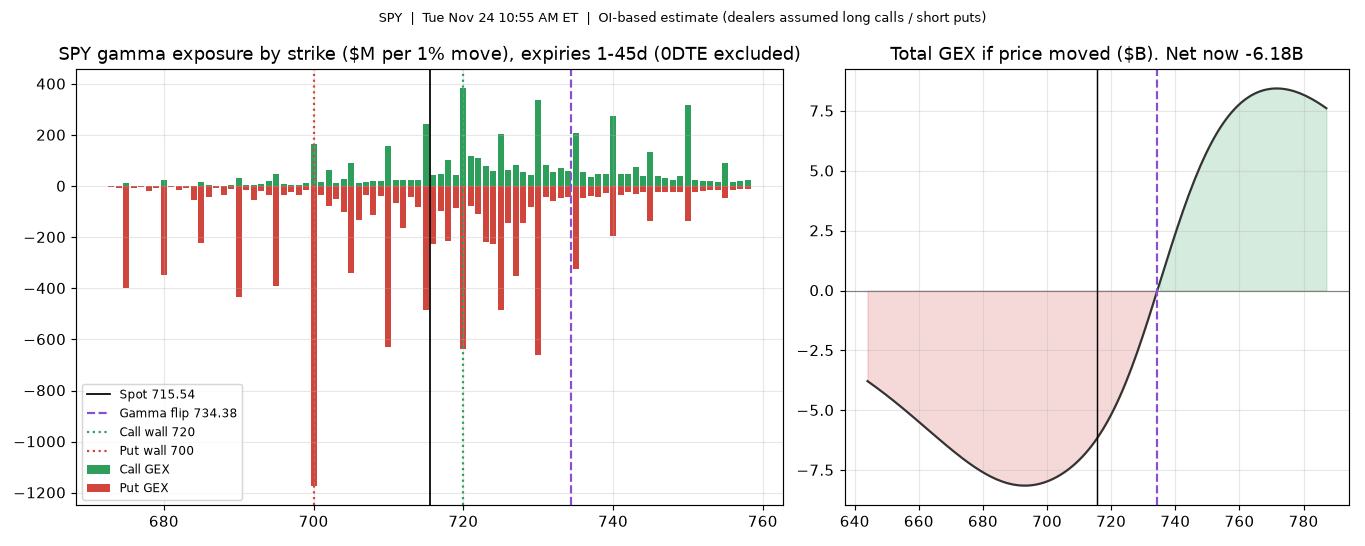 SPY | Tue Nov 24 10:55 AM ET | OI-based estimate (dealers assumed long calls / short puts)
SPY gamma exposure by strike ($M per 1% move), expiries 1-45d (0DTE excluded)
400
200
0
−200
−400
−600
−800
−1000
−1200
Spot 715.54
Gamma flip 734.38
Call wall 720
Put wall 700
Call GEX
Put GEX
680 700 720 740 760
Total GEX if price moved ($B). Net now -6.18B
7.5
5.0
2.5
0.0
−2.5
−5.0
−7.5
640 660 680 700 720 740 760 780